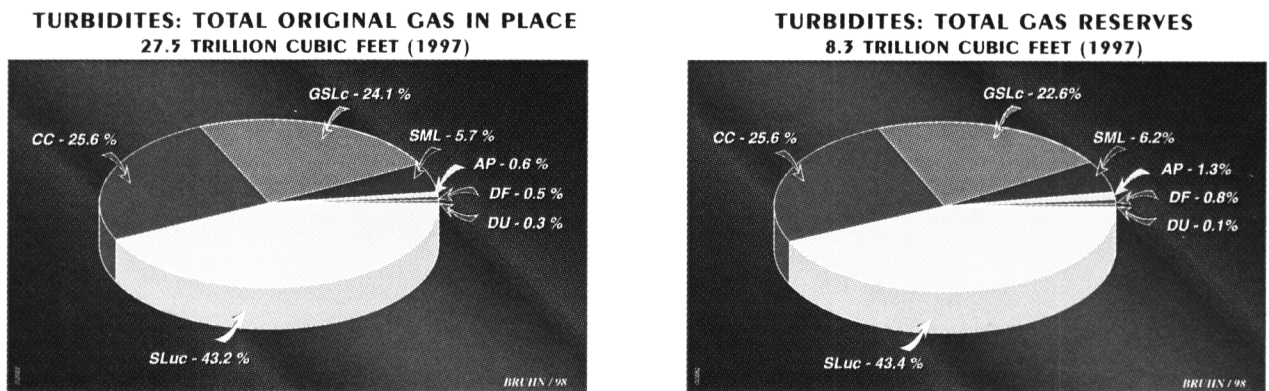 TURBIDITES: TOTAL ORIGINAL GAS IN PLACE
27.5 TRILLION CUBIC FEET (1997)
GSLc - 24.1 %
CC - 25.6 %
SML - 5.7 %
AP - 0.6 %
DF - 0.5 %
DU - 0.3 %
SLuc - 43.2 %
BRUHN / 98
TURBIDITES: TOTAL GAS RESERVES
8.3 TRILLION CUBIC FEET (1997)
GSLc - 22.6%
CC - 25.6 %
SML - 6.2%
AP - 1.3%
DF - 0.8%
DU - 0.1%
SLuc - 43.4 %
BRUHN / 98